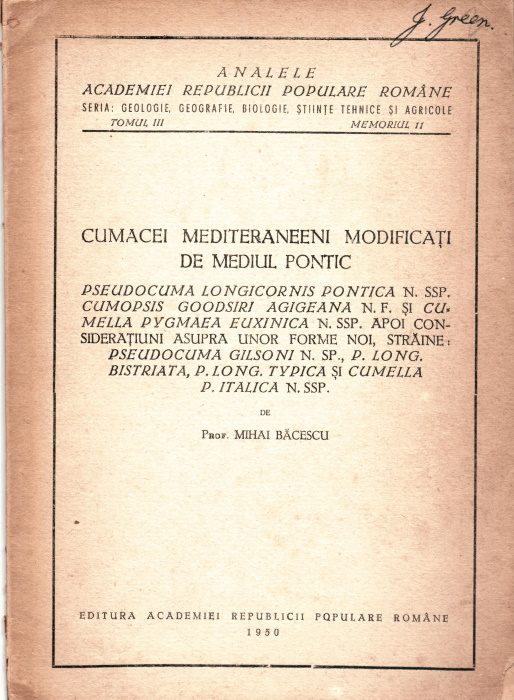 J. Green.
ANALELE
ACADEMIEI REPUBLICII POPULARE ROMÂNE
SERIA: GEOLOGIE, GEOGRAFIE, BIOLOGIE, ȘTIINȚE TEHNICE ȘI AGRICOLE
TOMUL III MEMORIUL 11
CUMACEI MEDITERANEENI MODIFICAȚI
DE MEDIUL PONTIC
PSEUDOCUMA LONGICORNIS PONTICA N. SSP.
CUMOPSIS GOODSIRI AGIGEANA N. F. ȘI CU-
MELLA PYGMAEA EUXINICA N. SSP. APOI CON-
SIDERAȚIUNI ASUPRA UNOR FORME NOI, STRĂINE:
PSEUDOCUMA GILSONI N. SP., P. LONG.
BISTRIATA, P. LONG. TYPICA ȘI CUMELLA
P. ITALICA N. SSP.
DE
PROF. MIHAI BĂCESCU
EDITURA ACADEMIEI REPUBLICII POPULARE ROMÂNE
1950